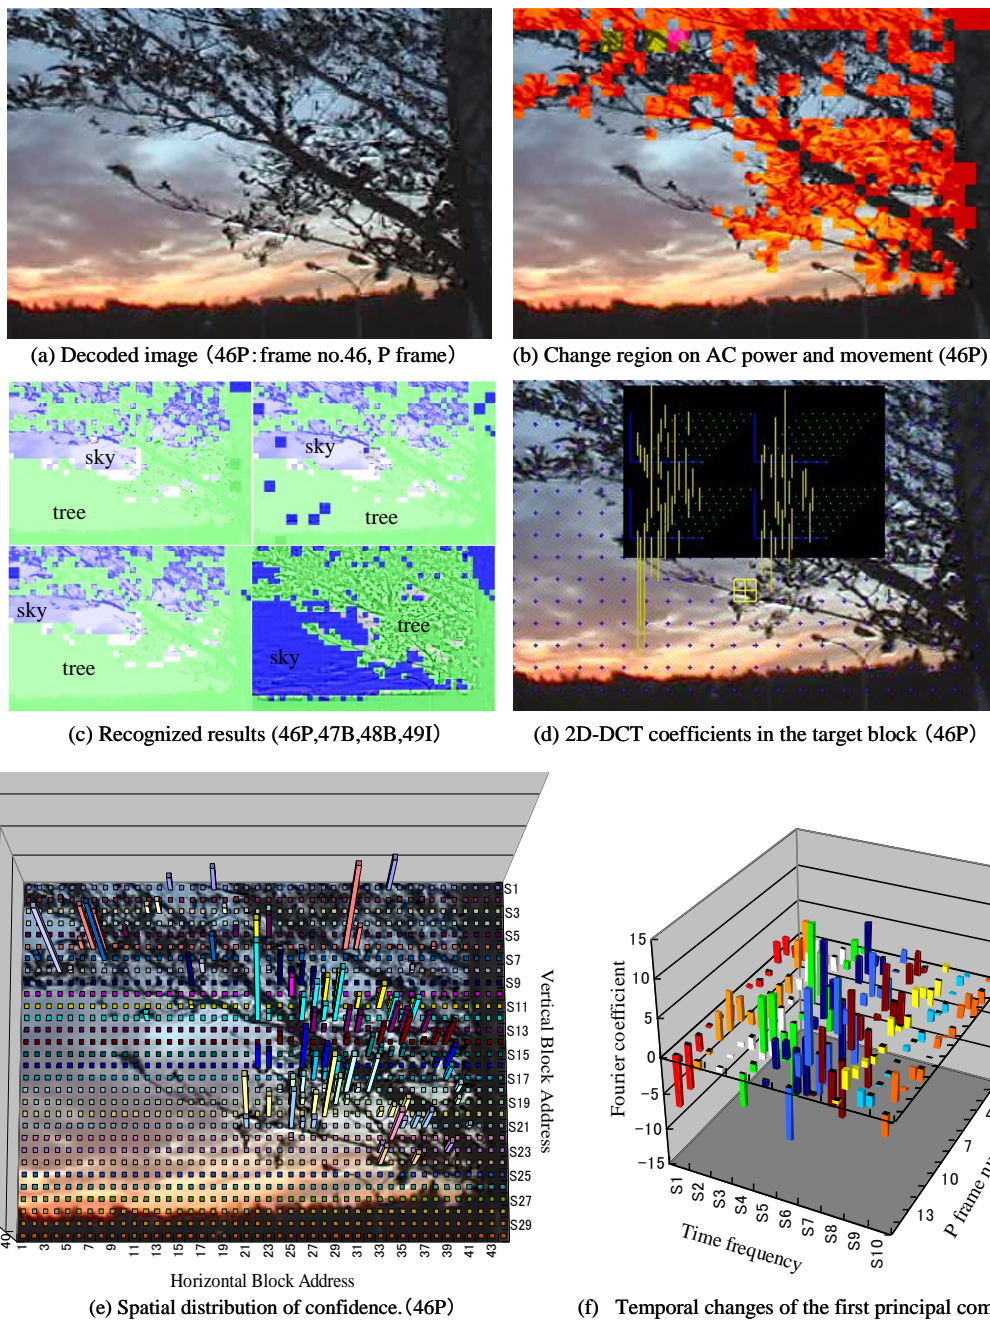 (a) Decoded image （46P：frame no.46, P frame）
(b) Change region on AC power and movement (46P)
sky
sky
tree
tree
sky
tree
tree
sky
(c) Recognized results (46P,47B,48B,49I）
(d) 2D-DCT coefficients in the target block （46P）
S1
S3
S5
S7
S9
S11
S13
S15
S17
S19
S21
S23
S25
S27
S29
Vertical Block Address
1 3 5 7 9 11 13 15 17 19 21 23 25 27 29 31 33 35 37 39 41 43
Horizontal Block Address
(e) Spatial distribution of confidence.（46P）
15
10
5
0
−5
−10
−15
Fourier coefficient
S1 S2 S3 S4 S5 S6 S7 S8 S9 S10
Time frequency
7
10
13
P frame
(f) Temporal changes of the first principal